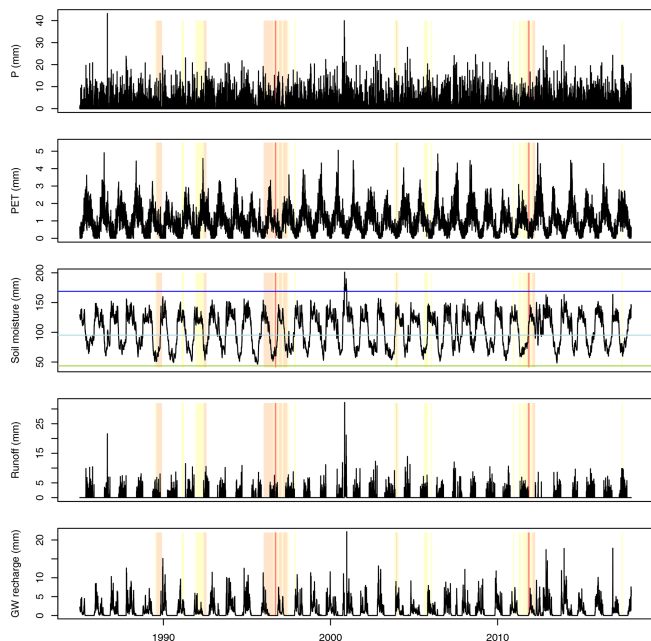 P (mm)
0 10 20 30 40
PET (mm)
0 1 2 3 4 5
Soil moisture (mm)
50 100 150 200
Runoff (mm)
0 5 15 25
GW recharge (mm)
0 5 10 15 20
1990 2000 2010